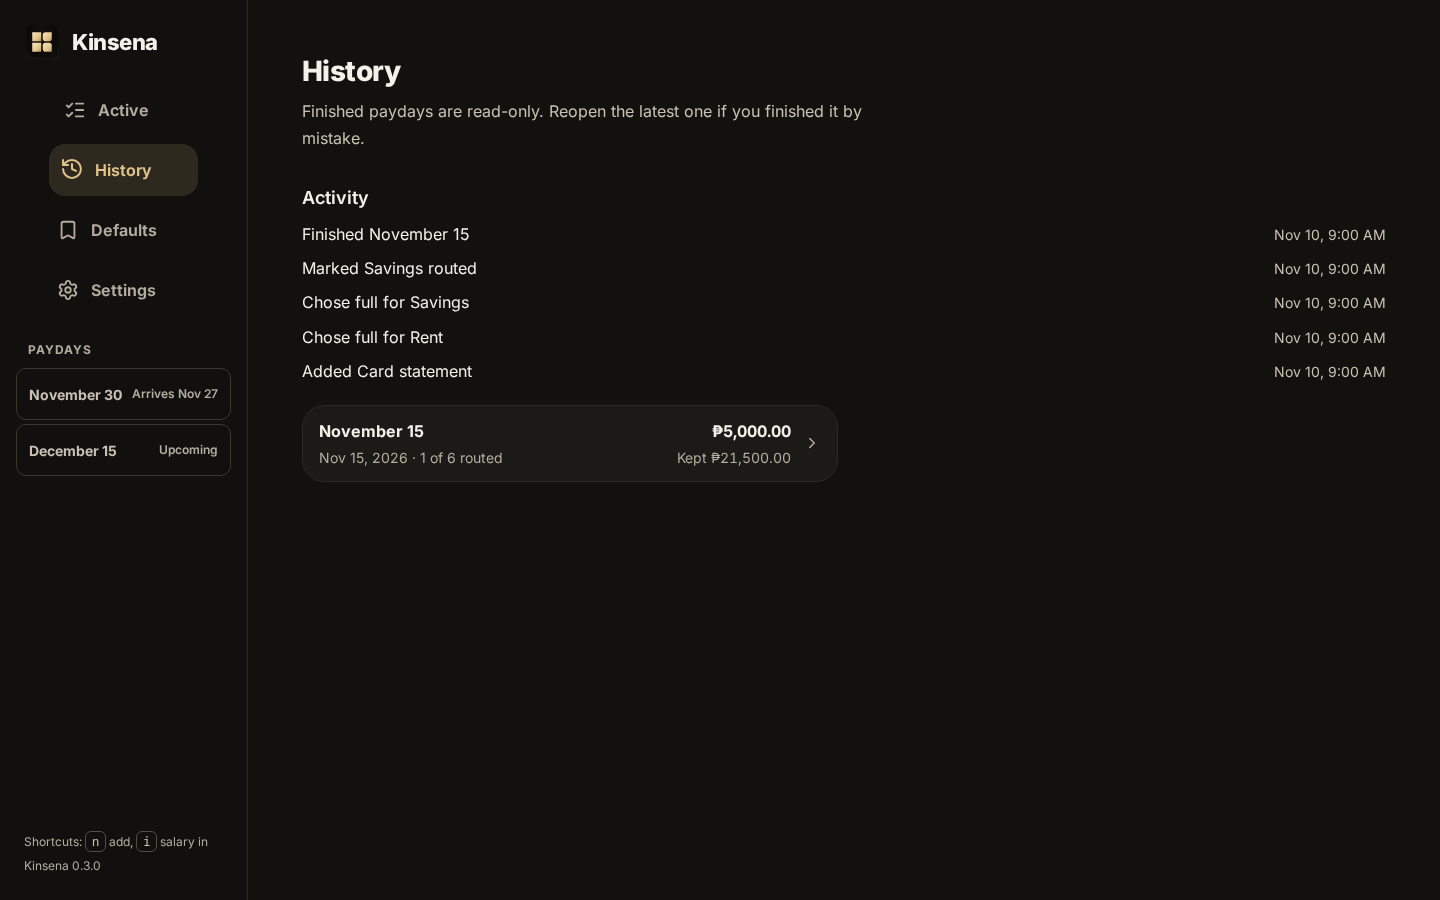 Kinsena
Active
History
Defaults
Settings
PAYDAYS
November 30 Arrives Nov 27
December 15 Upcoming
Shortcuts: n add, i salary in
Kinsena 0.3.0
History
Finished paydays are read-only. Reopen the latest one if you finished it by
mistake.
Activity
Finished November 15 Nov 10, 9:00 AM
Marked Savings routed Nov 10, 9:00 AM
Chose full for Savings Nov 10, 9:00 AM
Chose full for Rent Nov 10, 9:00 AM
Added Card statement Nov 10, 9:00 AM
November 15 ₱5,000.00
Nov 15, 2026 · 1 of 6 routed Kept ₱21,500.00